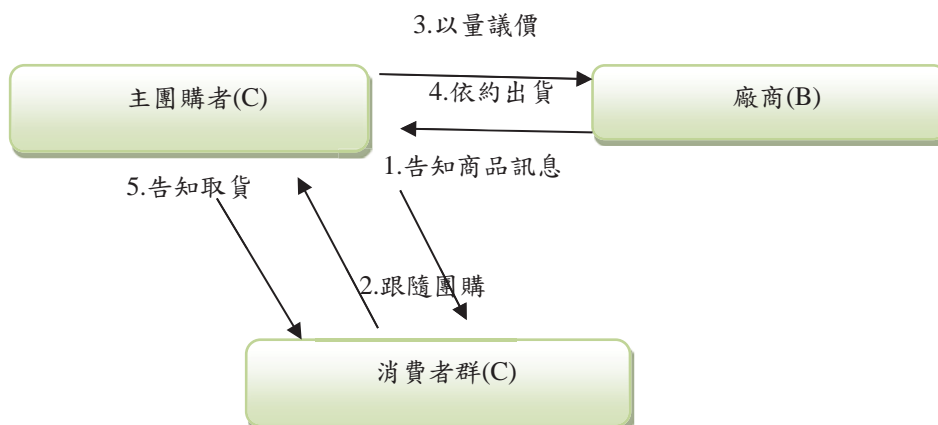 3.以量議價
主團購者(C)
4.依約出貨
廠商(B)
1.告知商品訊息
5.告知取貨
2.跟隨團購
消費者群(C)